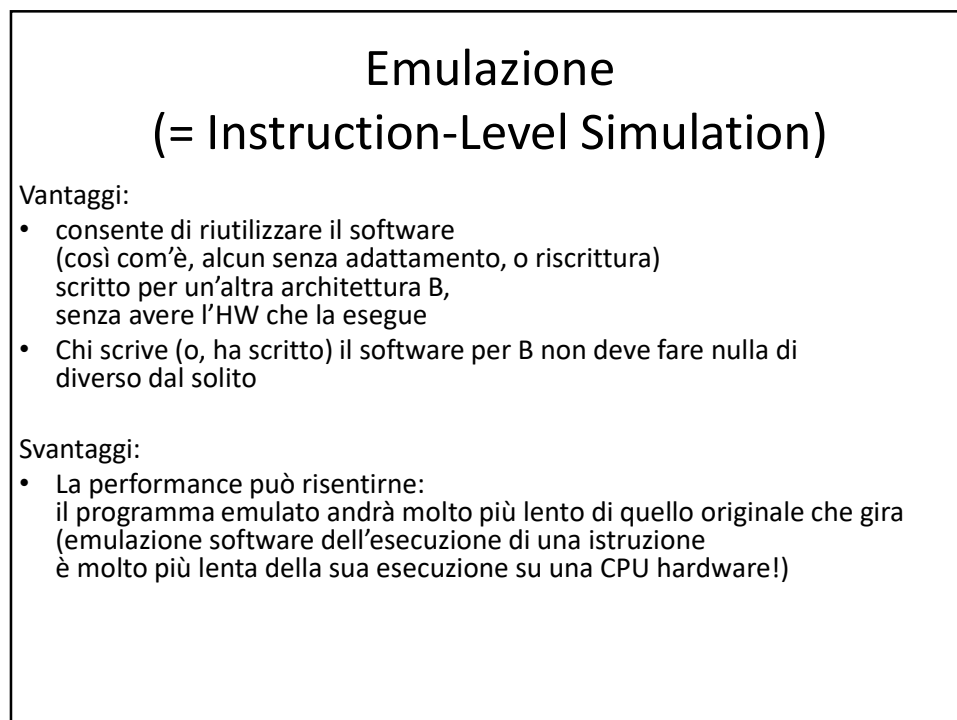 Emulazione
(= Instruction-Level Simulation)
Vantaggi:
• consente di riutilizzare il software
(così com’è, alcun senza adattamento, o riscrittura)
scritto per un’altra architettura B,
senza avere l’HW che la esegue
• Chi scrive (o, ha scritto) il software per B non deve fare nulla di
diverso dal solito
Svantaggi:
• La performance può risentirne:
il programma emulato andrà molto più lento di quello originale che gira
(emulazione software dell’esecuzione di una istruzione
è molto più lenta della sua esecuzione su una CPU hardware!)